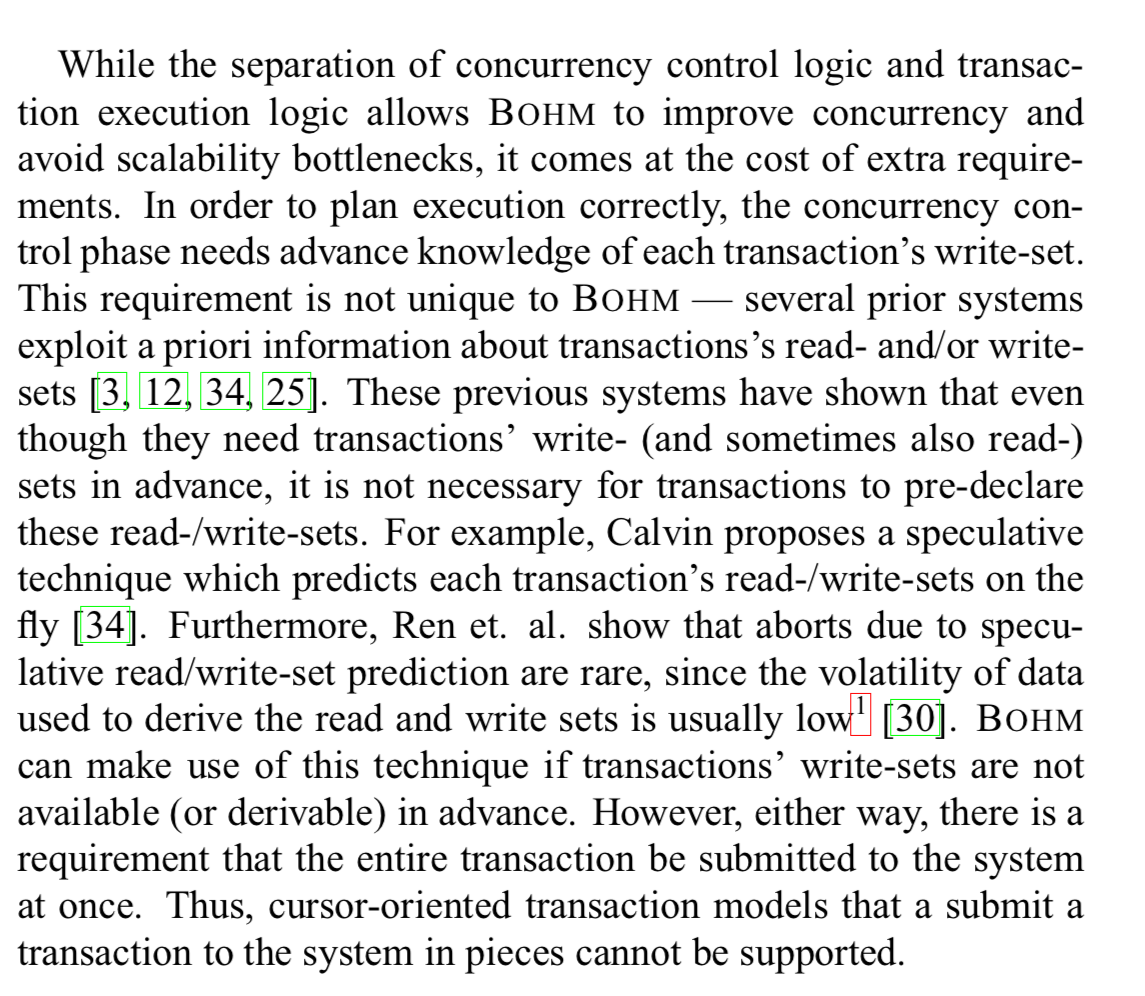 While the separation of concurrency control logic and transac-
tion execution logic allows BOHM to improve concurrency and
avoid scalability bottlenecks, it comes at the cost of extra require-
ments. In order to plan execution correctly, the concurrency con-
trol phase needs advance knowledge of each transaction's write-set.
This requirement is not unique to BOHM — several prior systems
exploit a priori information about transactions's read- and/or write-
sets [3, 12, 34, 25]. These previous systems have shown that even
though they need transactions' write- (and sometimes also read-)
sets in advance, it is not necessary for transactions to pre-declare
these read-/write-sets. For example, Calvin proposes a speculative
technique which predicts each transaction's read-/write-sets on the
fly [34]. Furthermore, Ren et. al. show that aborts due to specu-
lative read/write-set prediction are rare, since the volatility of data
used to derive the read and write sets is usually low1 [30]. BOHM
can make use of this technique if transactions' write-sets are not
available (or derivable) in advance. However, either way, there is a
requirement that the entire transaction be submitted to the system
at once. Thus, cursor-oriented transaction models that a submit a
transaction to the system in pieces cannot be supported.